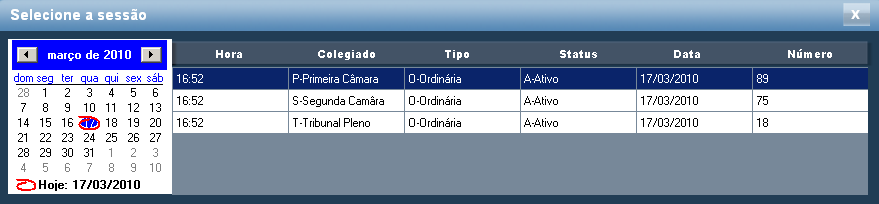 Selecione a sessão X
março de 2010
dom seg ter qua qui sex sáb
28 1 2 3 4 5 6
7 8 9 10 11 12 13
14 15 16 17 18 19 20
21 22 23 24 25 26 27
28 29 30 31 1 2 3
4 5 6 7 8 9 10
Hoje: 17/03/2010
Hora Colegiado Tipo Status Data Número
16:52 P-Primeira Câmara O-Ordinária A-Ativo 17/03/2010 89
16:52 S-Segunda Camâra O-Ordinária A-Ativo 17/03/2010 75
16:52 T-Tribunal Pleno O-Ordinária A-Ativo 17/03/2010 18